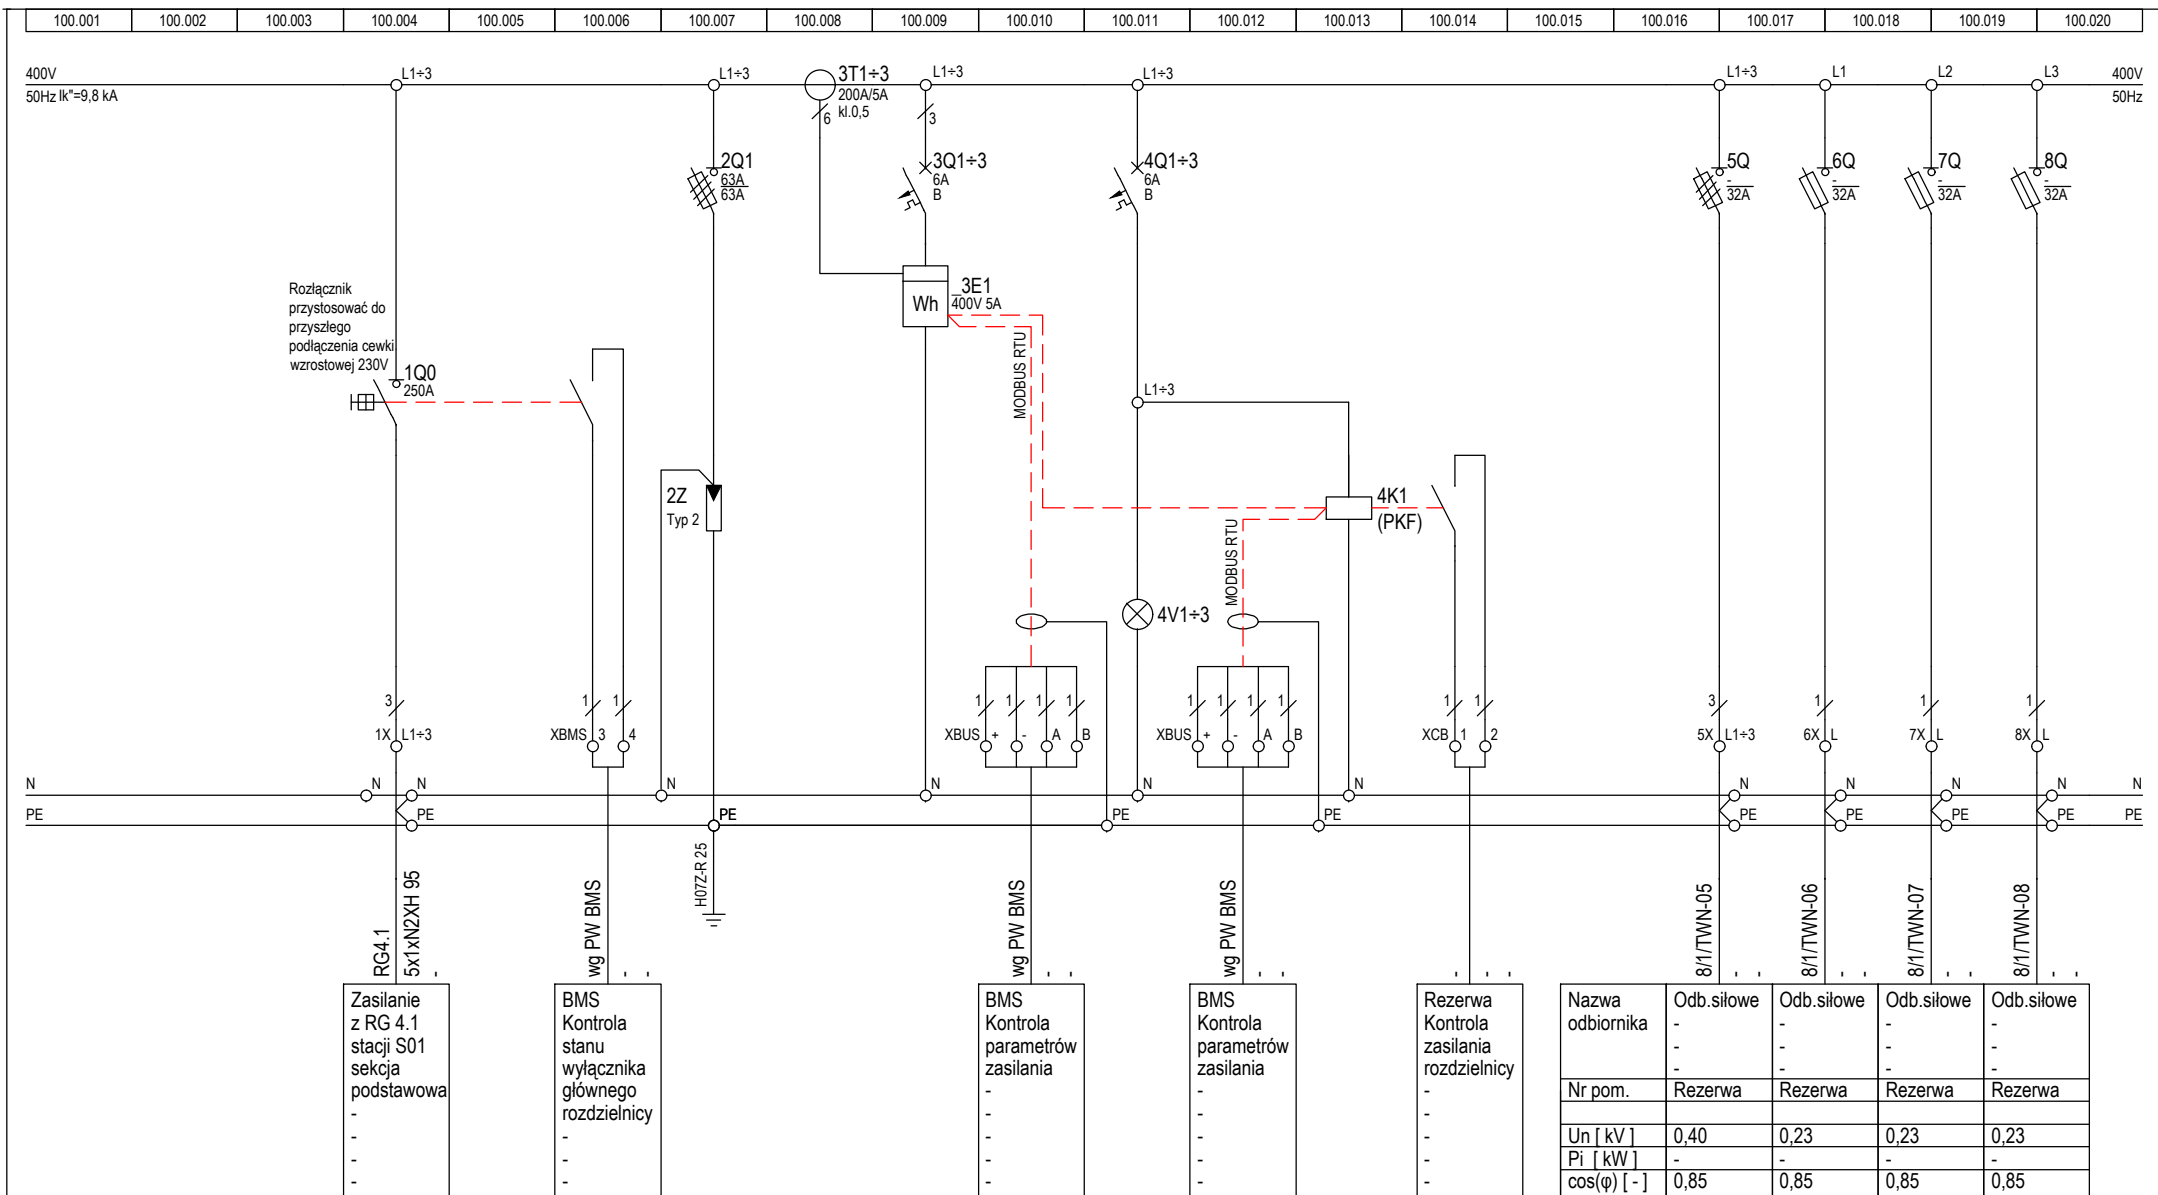 100.001 100.002 100.003 100.004 100.005 100.006 100.007 100.008 100.009 100.010 100.011 100.012 100.013 100.014 100.015 100.016 100.017 100.018 100.019 100.020
400V
50Hz Ik"=9,8 kA
L1÷3
L1÷3
3T1÷3
200A/5A
kl.0,5
6
L1÷3
3
L1÷3
L1÷3
L1
L2
L3
400V
50Hz
2Q1
63A
63A
3Q1÷3
6A
B
4Q1÷3
6A
B
5Q
-
32A
6Q
-
32A
7Q
-
32A
8Q
-
32A
Rozłącznik
przystosować do
przyszłego
podłączenia cewki
wzrostowej 230V
1Q0
250A
Wh
3E1
400V 5A
MODBUS RTU
L1÷3
2Z
Typ 2
4K1
(PKF)
MODBUS RTU
4V1÷3
3
1X L1÷3
1 1
XBMS 3 4
1 1 1 1
XBUS + - A B
1 1 1 1
XBUS + - A B
1 1
XCB 1 2
3
5X L1÷3
1
6X L
1
7X L
1
8X L
N N N N N N N N N N N N
PE PE PE PE PE PE PE PE PE PE
RG4.1
5x1xN2XH 95
-
wg PW BMS
- -
H07Z-R 25
wg PW BMS
- -
wg PW BMS
- -
- - -
8/1/TWN-05
- -
8/1/TWN-06
- -
8/1/TWN-07
- -
8/1/TWN-08
- -
Zasilanie
z RG 4.1
stacji S01
sekcja
podstawowa
-
-
-
-
BMS
Kontrola
stanu
wyłącznika
głównego
rozdzielnicy
-
-
-
BMS
Kontrola
parametrów
zasilania
-
-
-
-
-
BMS
Kontrola
parametrów
zasilania
-
-
-
-
-
Rezerwa
Kontrola
zasilania
rozdzielnicy
-
-
-
-
-
Nazwa Odb.siłowe Odb.siłowe Odb.siłowe Odb.siłowe
odbiornika - - - -
- - - -
- - - -
Nr pom. Rezerwa Rezerwa Rezerwa Rezerwa
Un [ kV ] 0,40 0,23 0,23 0,23
Pi [ kW ] - - - -
cos(φ) [ - ] 0,85 0,85 0,85 0,85